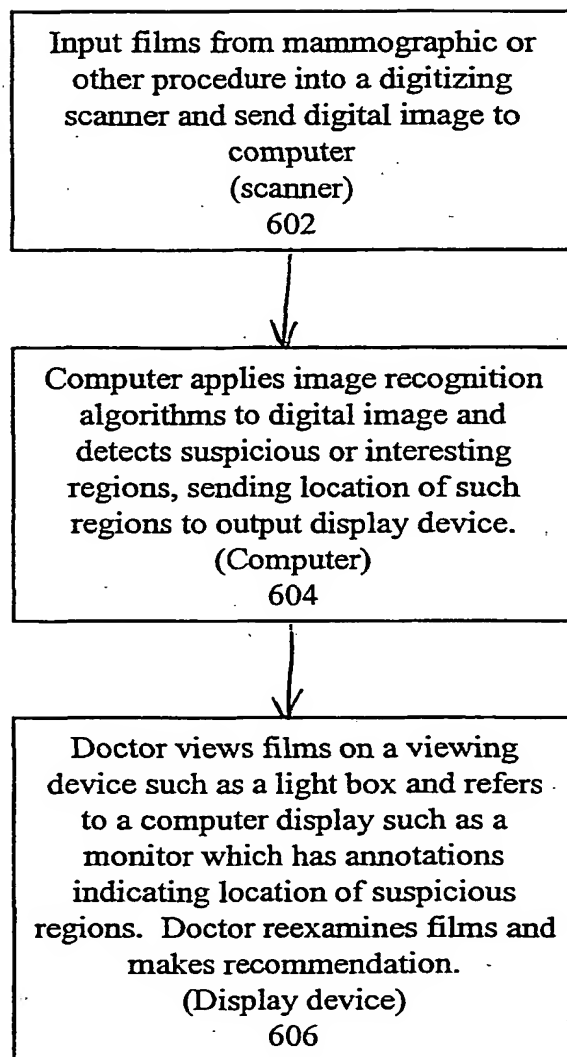 Input films from mammographic or
other procedure into a digitizing
scanner and send digital image to
computer
(scanner)
602
Computer applies image recognition
algorithms to digital image and
detects suspicious or interesting
regions, sending location of such
regions to output display device.
(Computer)
604
Doctor views films on a viewing
device such as a light box and refers
to a computer display such as a
monitor which has annotations
indicating location of suspicious
regions. Doctor reexamines films and
makes recommendation.
(Display device)
606